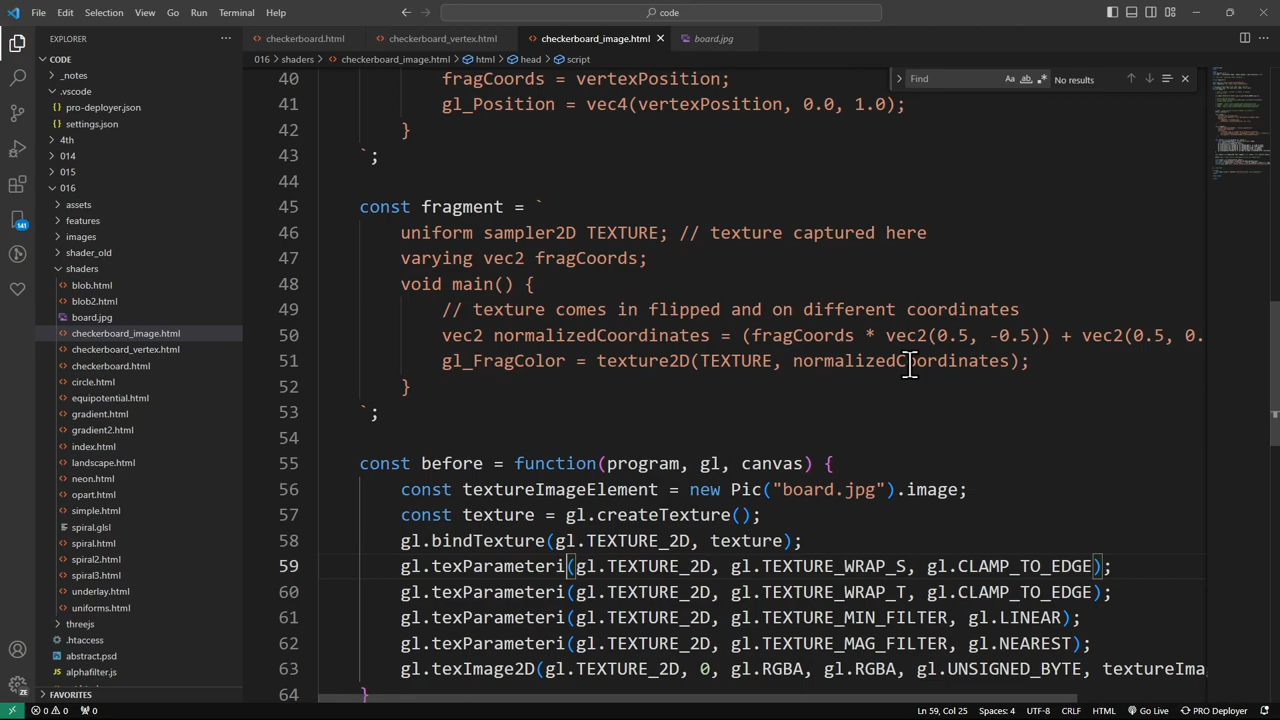 File Edit Selection View Go Run Terminal Help
code
EXPLORER
checkerboard.html
checkerboard_vertex.html
checkerboard_image.html
board.jpg
016 > shaders > checkerboard_image.html > html > head > script
CODE
_notes
.vscode
pro-deployer.json
settings.json
4th
014
015
016
assets
features
images
shader_old
shaders
blob.html
blob2.html
board.jpg
checkerboard_image.html
checkerboard_vertex.html
checkerboard.html
circle.html
equipotential.html
gradient.html
gradient2.html
index.html
landscape.html
neon.html
opart.html
simple.html
spiral.glsl
spiral.html
spiral2.html
spiral3.html
underlay.html
uniforms.html
threejs
.htaccess
abstract.psd
alphafilter.js
FAVORITES
141
ZE
Find
Aa ab
No results
40 fragCoords = vertexPosition;
41 gl_Position = vec4(vertexPosition, 0.0, 1.0);
42 }
43 `;
44
45 const fragment = `
46 uniform sampler2D TEXTURE; // texture captured here
47 varying vec2 fragCoords;
48 void main() {
49 // texture comes in flipped and on different coordinates
50 vec2 normalizedCoordinates = (fragCoords * vec2(0.5, -0.5)) + vec2(0.5, 0.
51 gl_FragColor = texture2D(TEXTURE, normalizedCoordinates);
52 }
53 `;
54
55 const before = function(program, gl, canvas) {
56 const textureImageElement = new Pic("board.jpg").image;
57 const texture = gl.createTexture();
58 gl.bindTexture(gl.TEXTURE_2D, texture);
59 gl.texParameteri(gl.TEXTURE_2D, gl.TEXTURE_WRAP_S, gl.CLAMP_TO_EDGE);
60 gl.texParameteri(gl.TEXTURE_2D, gl.TEXTURE_WRAP_T, gl.CLAMP_TO_EDGE);
61 gl.texParameteri(gl.TEXTURE_2D, gl.TEXTURE_MIN_FILTER, gl.LINEAR);
62 gl.texParameteri(gl.TEXTURE_2D, gl.TEXTURE_MAG_FILTER, gl.NEAREST);
63 gl.texImage2D(gl.TEXTURE_2D, 0, gl.RGBA, gl.RGBA, gl.UNSIGNED_BYTE, textureIma
64 }
0 0 0 Ln 59, Col 25 Spaces: 4 UTF-8 CRLF HTML Go Live PRO Deployer